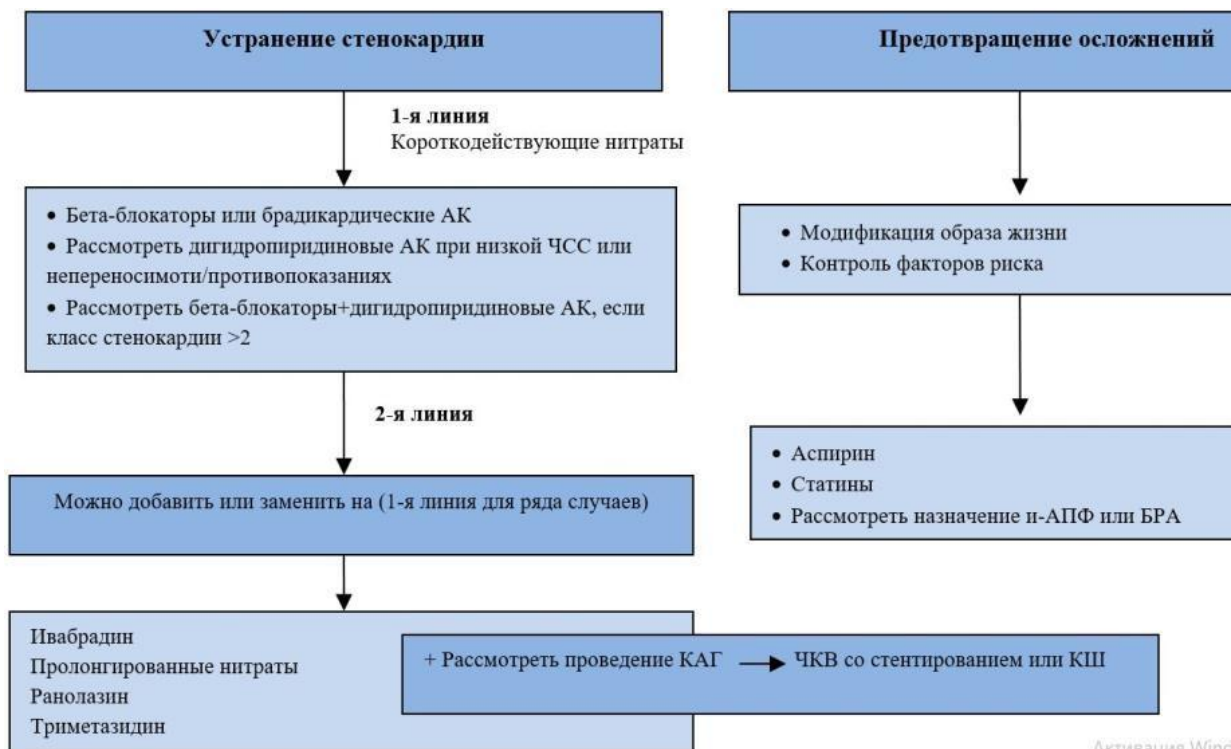 Устранение стенокардии
1-я линия
Короткодействующие нитраты
• Бета-блокаторы или брадикардические АК
• Рассмотреть дигидропиридиновые АК при низкой ЧСС или
непереносимоти/противопоказаниях
• Рассмотреть бета-блокаторы+дигидропиридиновые АК, если
класс стенокардии >2
2-я линия
Можно добавить или заменить на (1-я линия для ряда случаев)
Ивабрадин
Пролонгированные нитраты
Ранолазин
Триметазидин
+ Рассмотреть проведение КАГ → ЧКВ со стентированием или КШ
Предотвращение осложнений
• Модификация образа жизни
• Контроль факторов риска
• Аспирин
• Статины
• Рассмотреть назначение и-АПФ или БРА